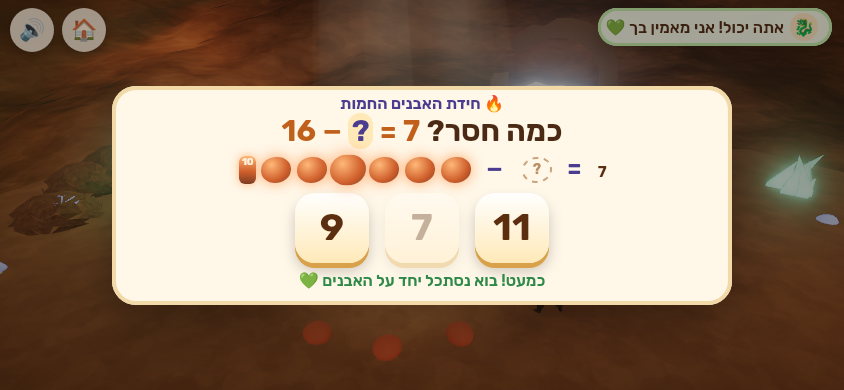 אתה יכול! אני מאמין בך 💚
🔥 חידת האבנים החמות
כמה חסר? 16 − ? = 7
10 − ? = 7
9 7 11
כמעט! בוא נסתכל יחד על האבנים 💚